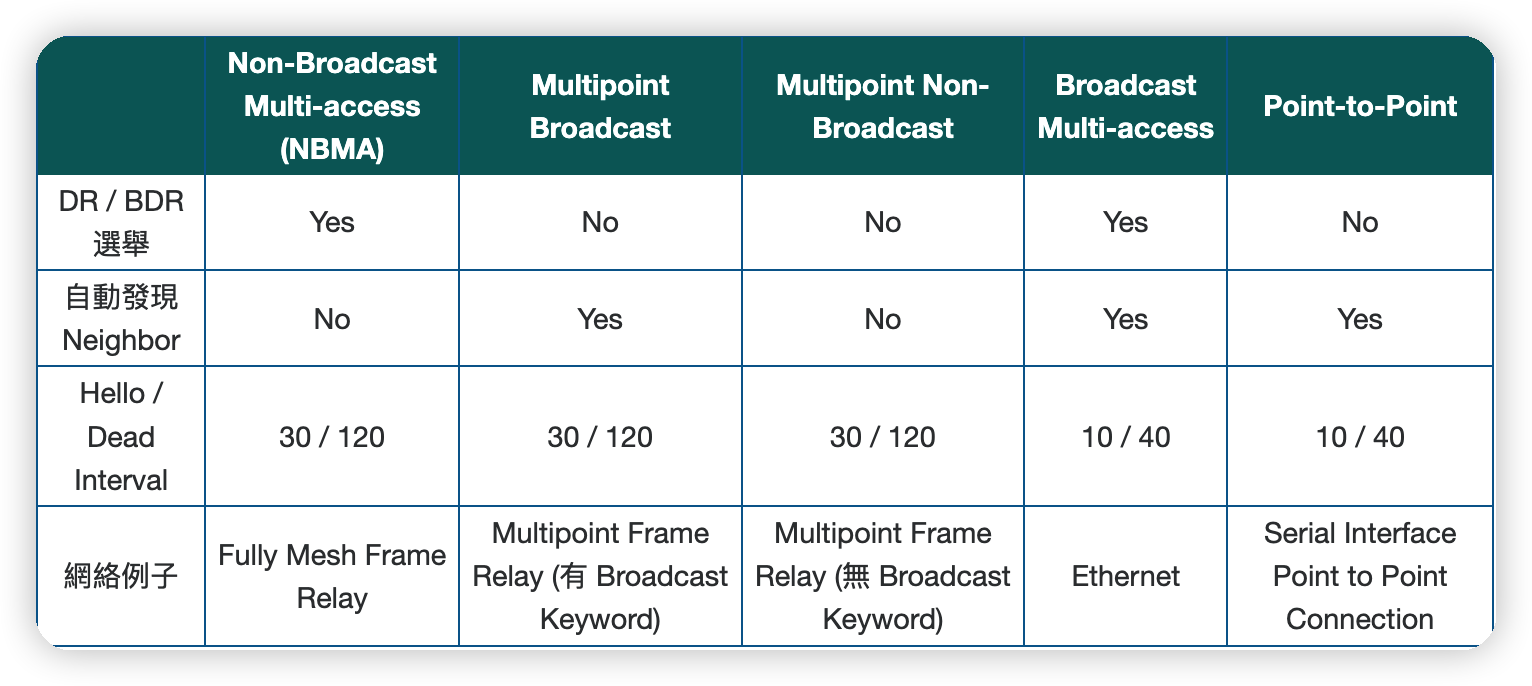 Non-Broadcast
Multi-access
(NBMA)
Multipoint
Broadcast
Multipoint Non-
Broadcast
Broadcast
Multi-access
Point-to-Point
DR / BDR
選舉
Yes
No
No
Yes
No
自動發現
Neighbor
No
Yes
No
Yes
Yes
Hello /
Dead
Interval
30 / 120
30 / 120
30 / 120
10 / 40
10 / 40
網絡例子
Fully Mesh Frame
Relay
Multipoint Frame
Relay (有 Broadcast
Keyword)
Multipoint Frame
Relay (無 Broadcast
Keyword)
Ethernet
Serial Interface
Point to Point
Connection